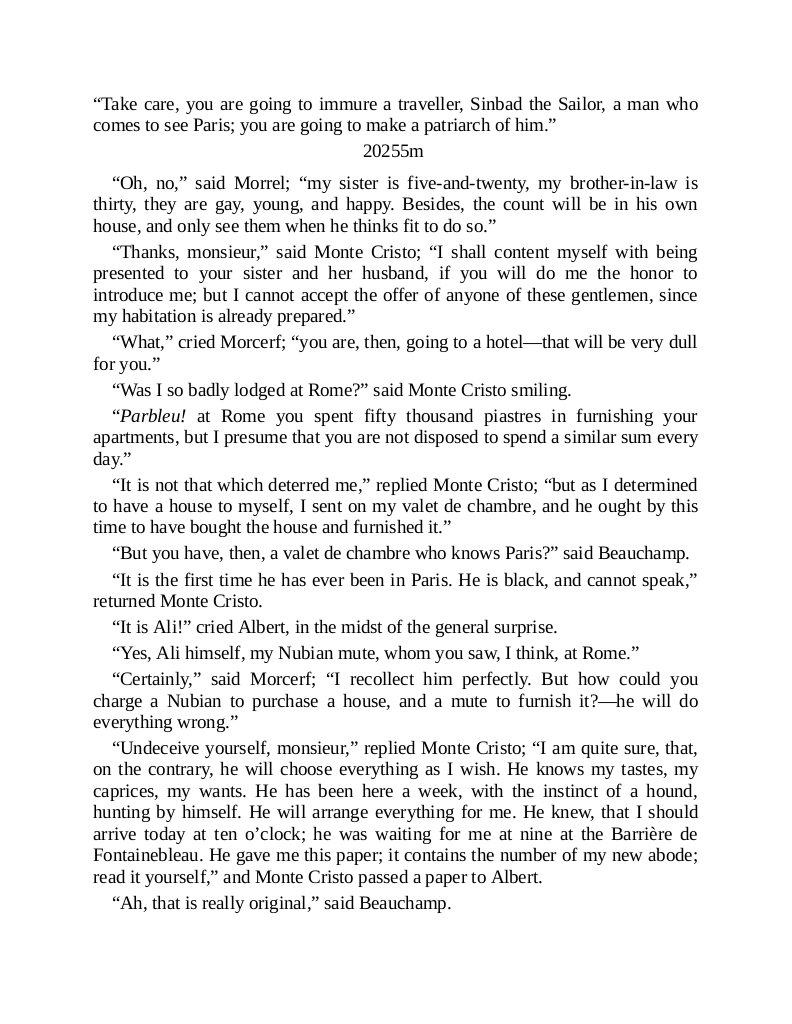 “Take care, you are going to immure a traveller, Sinbad the Sailor, a man who
comes to see Paris; you are going to make a patriarch of him.”
20255m
“Oh, no,” said Morrel; “my sister is five-and-twenty, my brother-in-law is
thirty, they are gay, young, and happy. Besides, the count will be in his own
house, and only see them when he thinks fit to do so.”
“Thanks, monsieur,” said Monte Cristo; “I shall content myself with being
presented to your sister and her husband, if you will do me the honor to
introduce me; but I cannot accept the offer of anyone of these gentlemen, since
my habitation is already prepared.”
“What,” cried Morcerf; “you are, then, going to a hotel—that will be very dull
for you.”
“Was I so badly lodged at Rome?” said Monte Cristo smiling.
“Parbleu! at Rome you spent fifty thousand piastres in furnishing your
apartments, but I presume that you are not disposed to spend a similar sum every
day.”
“It is not that which deterred me,” replied Monte Cristo; “but as I determined
to have a house to myself, I sent on my valet de chambre, and he ought by this
time to have bought the house and furnished it.”
“But you have, then, a valet de chambre who knows Paris?” said Beauchamp.
“It is the first time he has ever been in Paris. He is black, and cannot speak,”
returned Monte Cristo.
“It is Ali!” cried Albert, in the midst of the general surprise.
“Yes, Ali himself, my Nubian mute, whom you saw, I think, at Rome.”
“Certainly,” said Morcerf; “I recollect him perfectly. But how could you
charge a Nubian to purchase a house, and a mute to furnish it?—he will do
everything wrong.”
“Undeceive yourself, monsieur,” replied Monte Cristo; “I am quite sure, that,
on the contrary, he will choose everything as I wish. He knows my tastes, my
caprices, my wants. He has been here a week, with the instinct of a hound,
hunting by himself. He will arrange everything for me. He knew, that I should
arrive today at ten o’clock; he was waiting for me at nine at the Barrière de
Fontainebleau. He gave me this paper; it contains the number of my new abode;
read it yourself,” and Monte Cristo passed a paper to Albert.
“Ah, that is really original,” said Beauchamp.